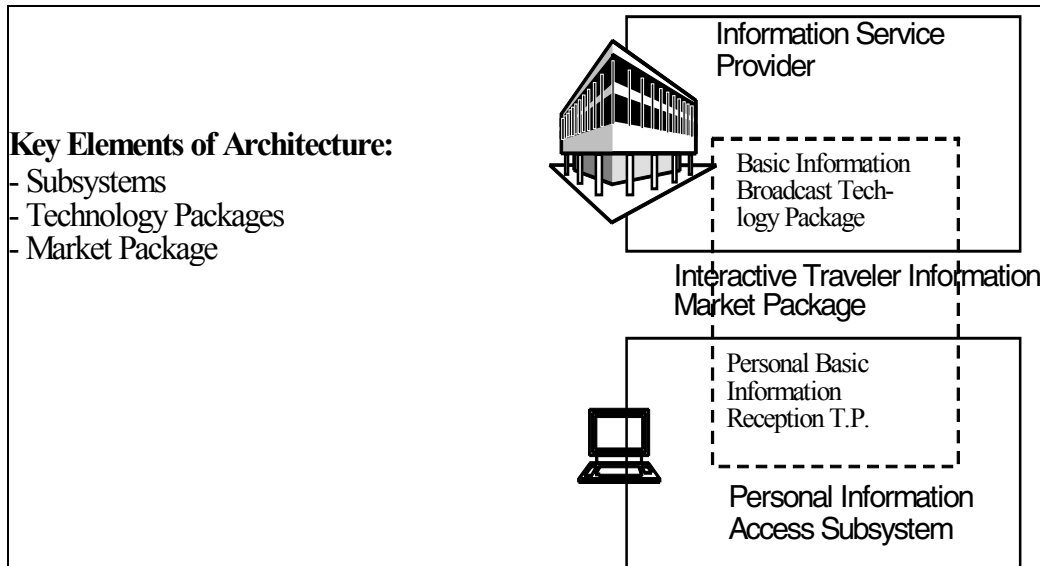 Key Elements of Architecture:
- Subsystems
- Technology Packages
- Market Package
Information Service
Provider
Basic Information
Broadcast Tech-
logy Package
Interactive Traveler Information
Market Package
Personal Basic
Information
Reception T.P.
Personal Information
Access Subsystem